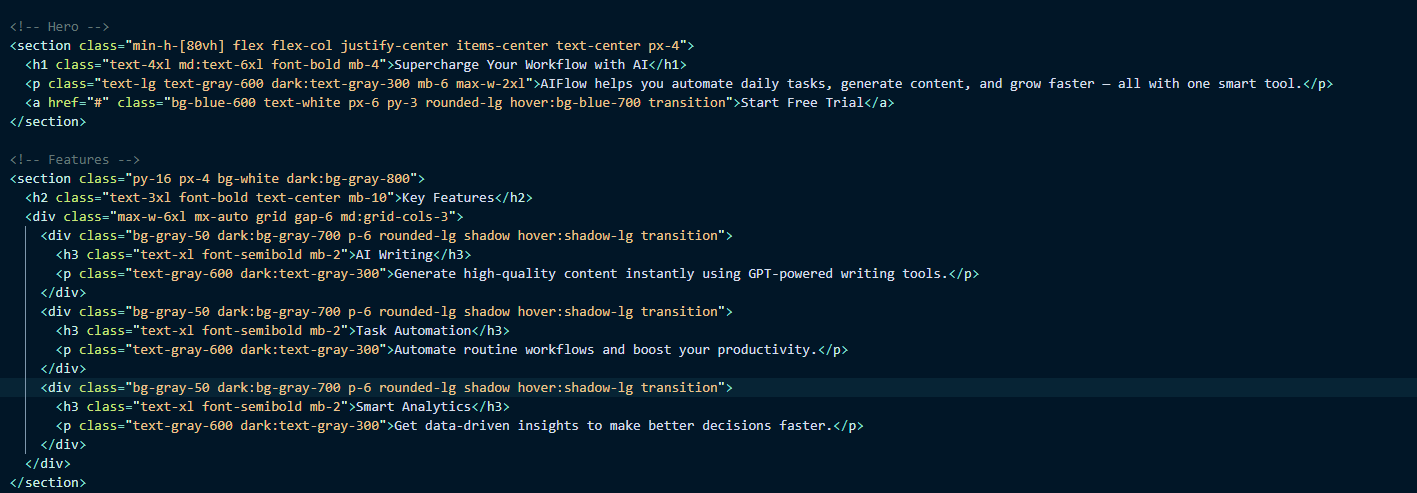 <!-- Hero -->
<section class="min-h-[80vh] flex flex-col justify-center items-center text-center px-4">
  <h1 class="text-4xl md:text-6xl font-bold mb-4">Supercharge Your Workflow with AI</h1>
  <p class="text-lg text-gray-600 dark:text-gray-300 mb-6 max-w-2xl">AIFlow helps you automate daily tasks, generate content, and grow faster — all with one smart tool.</p>
  <a href="#" class="bg-blue-600 text-white px-6 py-3 rounded-lg hover:bg-blue-700 transition">Start Free Trial</a>
</section>

<!-- Features -->
<section class="py-16 px-4 bg-white dark:bg-gray-800">
  <h2 class="text-3xl font-bold text-center mb-10">Key Features</h2>
  <div class="max-w-6xl mx-auto grid gap-6 md:grid-cols-3">
    <div class="bg-gray-50 dark:bg-gray-700 p-6 rounded-lg shadow hover:shadow-lg transition">
      <h3 class="text-xl font-semibold mb-2">AI Writing</h3>
      <p class="text-gray-600 dark:text-gray-300">Generate high-quality content instantly using GPT-powered writing tools.</p>
    </div>
    <div class="bg-gray-50 dark:bg-gray-700 p-6 rounded-lg shadow hover:shadow-lg transition">
      <h3 class="text-xl font-semibold mb-2">Task Automation</h3>
      <p class="text-gray-600 dark:text-gray-300">Automate routine workflows and boost your productivity.</p>
    </div>
    <div class="bg-gray-50 dark:bg-gray-700 p-6 rounded-lg shadow hover:shadow-lg transition">
      <h3 class="text-xl font-semibold mb-2">Smart Analytics</h3>
      <p class="text-gray-600 dark:text-gray-300">Get data-driven insights to make better decisions faster.</p>
    </div>
  </div>
</section>